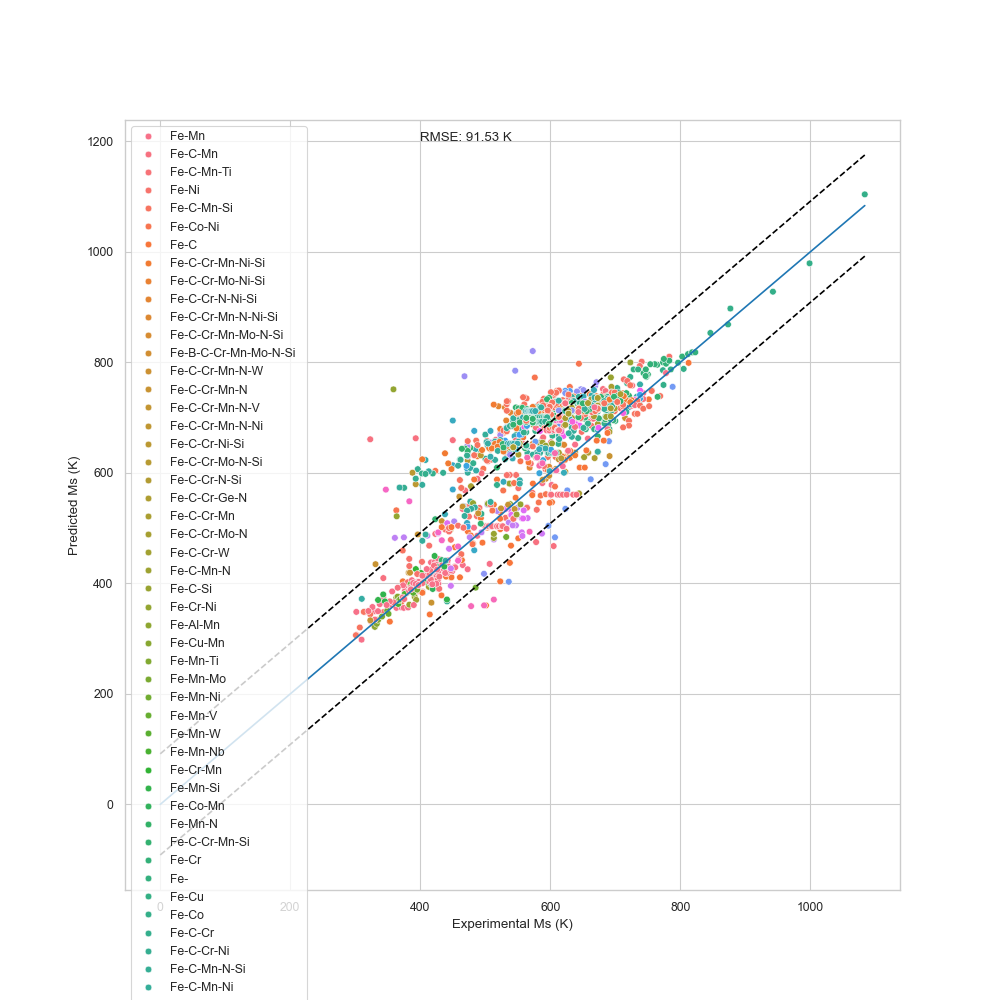 RMSE: 91.53 K
1200
1000
800
600
400
200
0
Predicted Ms (K)
Fe-Mn
Fe-C-Mn
Fe-C-Mn-Ti
Fe-Ni
Fe-C-Mn-Si
Fe-Co-Ni
Fe-C
Fe-C-Cr-Mn-Ni-Si
Fe-C-Cr-Mo-Ni-Si
Fe-C-Cr-N-Ni-Si
Fe-C-Cr-Mn-N-Ni-Si
Fe-C-Cr-Mn-Mo-N-Si
Fe-B-C-Cr-Mn-Mo-N-Si
Fe-C-Cr-Mn-N-W
Fe-C-Cr-Mn-N
Fe-C-Cr-Mn-N-V
Fe-C-Cr-Mn-N-Ni
Fe-C-Cr-Ni-Si
Fe-C-Cr-Mo-N-Si
Fe-C-Cr-N-Si
Fe-C-Cr-Ge-N
Fe-C-Cr-Mn
Fe-C-Cr-Mo-N
Fe-C-Cr-W
Fe-C-Mn-N
Fe-C-Si
Fe-Cr-Ni
Fe-Al-Mn
Fe-Cu-Mn
Fe-Mn-Ti
Fe-Mn-Mo
Fe-Mn-Ni
Fe-Mn-V
Fe-Mn-W
Fe-Mn-Nb
Fe-Cr-Mn
Fe-Mn-Si
Fe-Co-Mn
Fe-Mn-N
Fe-C-Cr-Mn-Si
Fe-Cr
Fe-
Fe-Cu
Fe-Co
Fe-C-Cr
Fe-C-Cr-Ni
Fe-C-Mn-N-Si
Fe-C-Mn-Ni
0 200 400 600 800 1000
Experimental Ms (K)